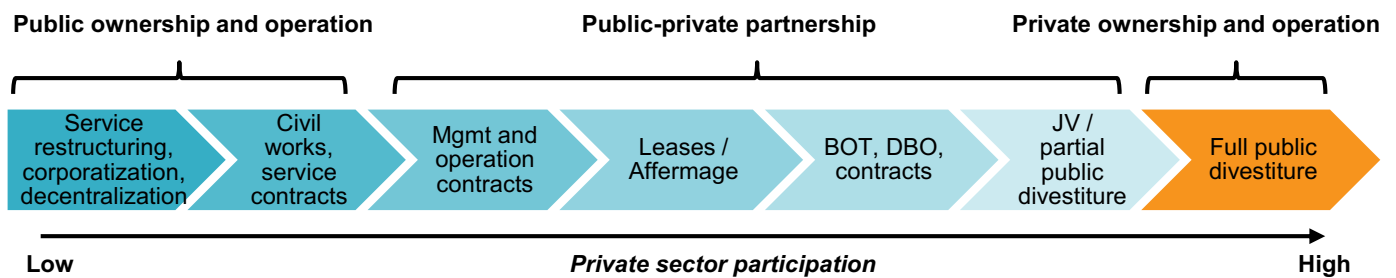 Public ownership and operation
Public-private partnership
Private ownership and operation
Service
restructuring,
corporatization,
decentralization
Civil
works,
service
contracts
Mgmt and
operation
contracts
Leases /
Affermage
BOT, DBO,
contracts
JV /
partial
public
divestiture
Full public
divestiture
Low
Private sector participation
High